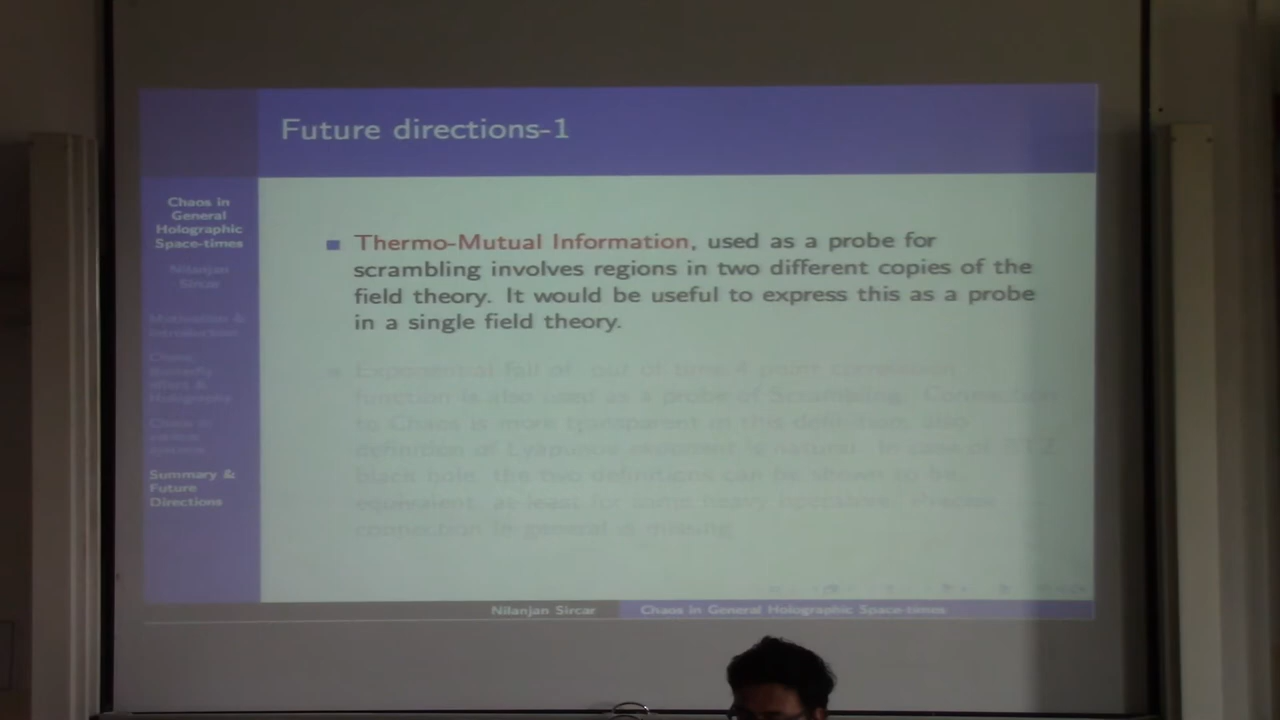 Future directions-1
Chaos in
General
Holographic
Space-times
Nilanjan
Sircar
Motivation &
Introduction
Chaos,
Butterfly
effect &
Holography
Chaos in
Summary &
Future
Directions
Thermo-Mutual Information, used as a probe for
scrambling involves regions in two different copies of the
field theory. It would be useful to express this as a probe
in a single field theory.
Exponential fall of out of time 4 point correlation
function is also used as a probe of Scrambling. Connection
to Chaos is more transparent in this definition, also
definition of Lyapunov exponent is natural. In case of BTZ
black hole, the two definitions can be shown to be
equivalent, at least for some heavy operators.
connection in general is missing.
Nilanjan Sircar
Chaos in General Holographic Space-times